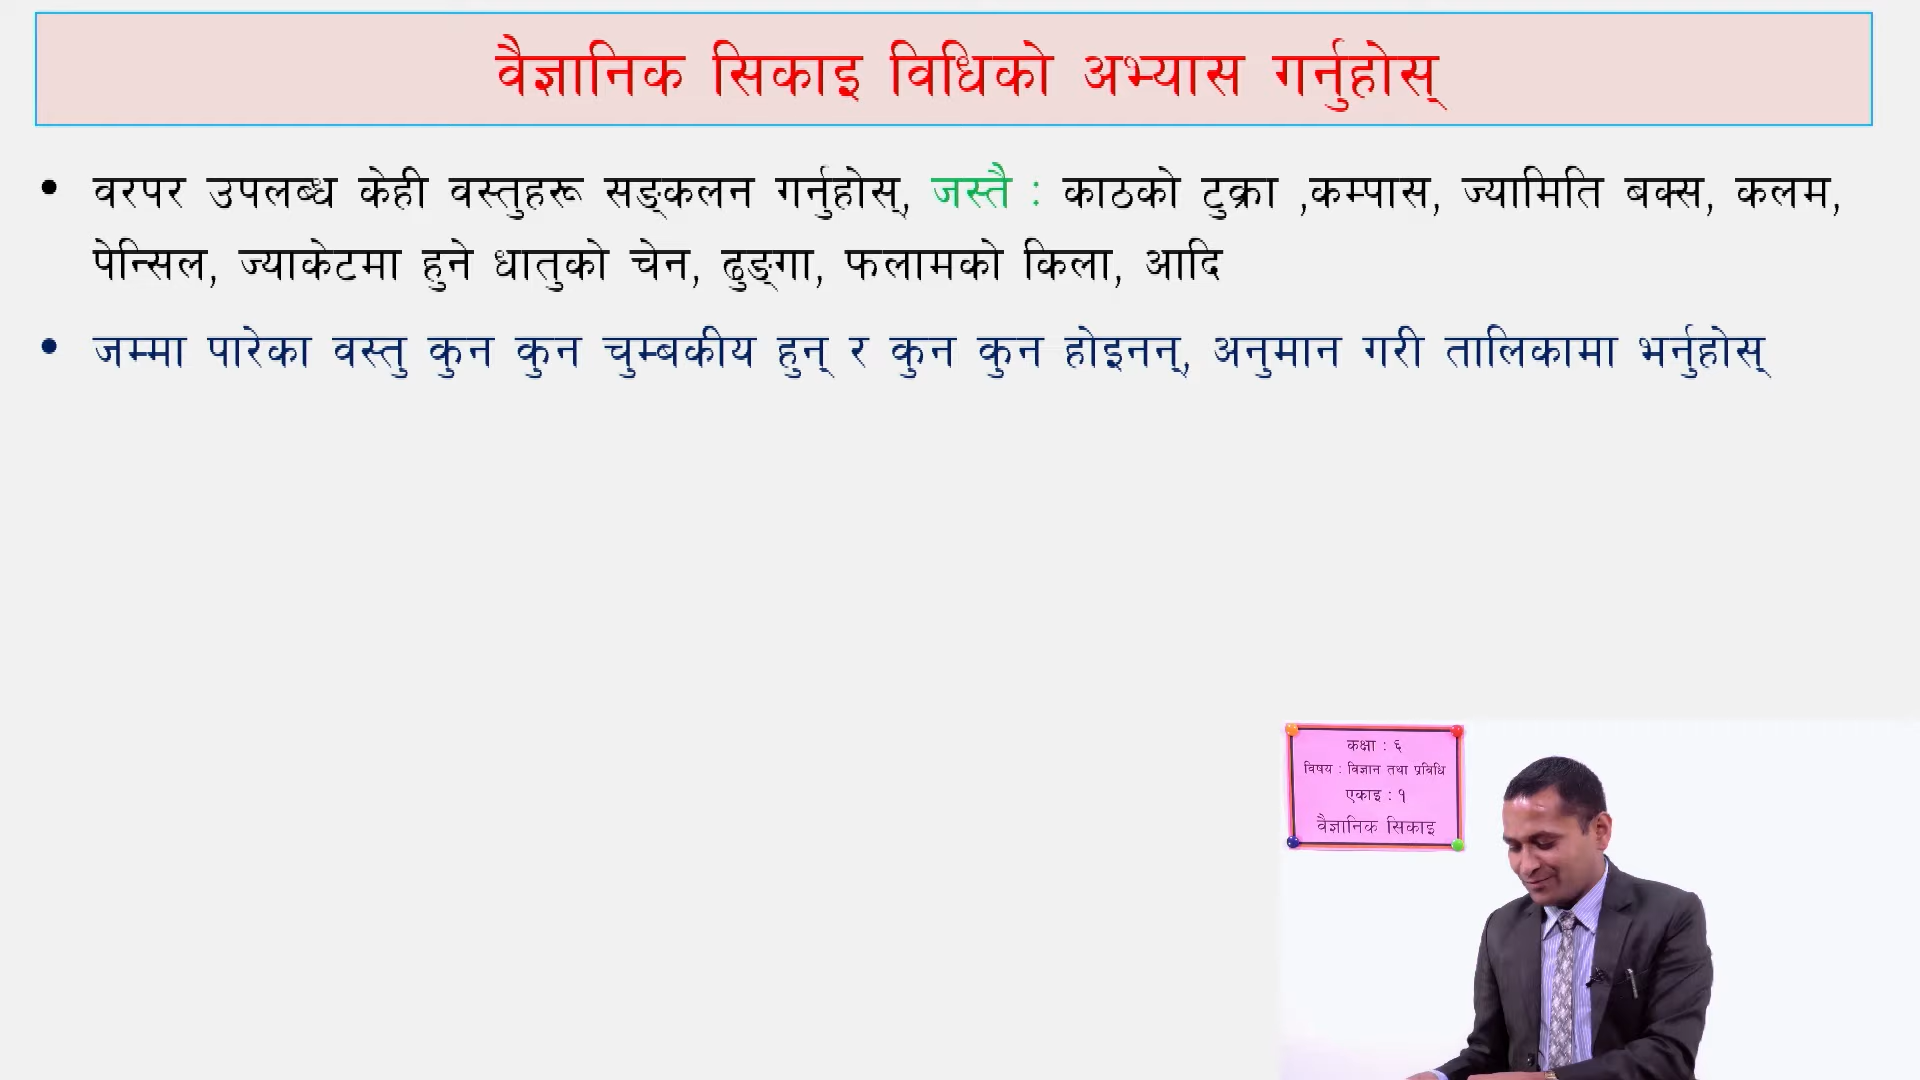 वैज्ञानिक सिकाइ विधिको अभ्यास गर्नुहोस्
• वरपर उपलब्ध केही वस्तुहरू सङ्कलन गर्नुहोस्, जस्तै : काठको टुक्रा ,कम्पास, ज्यामिति बक्स, कलम,
पेन्सिल, ज्याकेटमा हुने धातुको चेन, ढुङ्गा, फलामको किला, आदि
• जम्मा पारेका वस्तु कुन कुन चुम्बकीय हुन् र कुन कुन होइनन्, अनुमान गरी तालिकामा भर्नुहोस्
कक्षा : ६
विषय : विज्ञान तथा प्रविधि
एकाइ : १
वैज्ञानिक सिकाइ